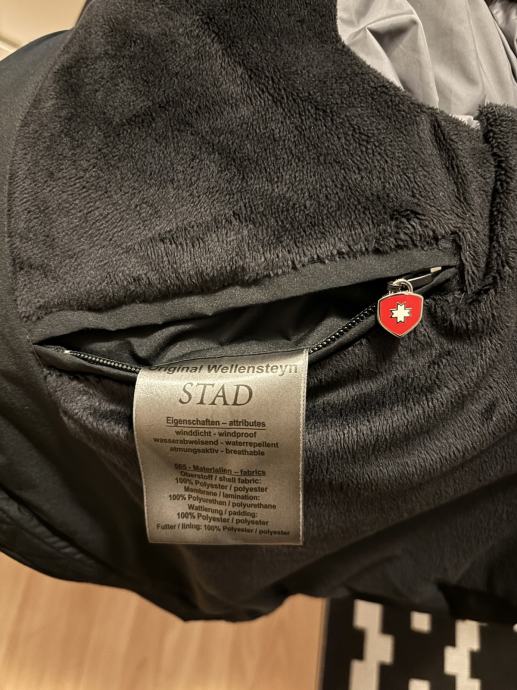 Original Wellensteyn
STAD
Eigenschaften – attributes
winddicht - windproof
wasserabweisend - waterrepellent
atmungsaktiv - breathable
565 - Materialien – fabrics
Oberstoff / shell fabric:
100% Polyester / polyester
Membrane / lamination:
100% Polyurethan / polyurethane
Wattierung / padding:
100% Polyester / polyester
Futter / lining: 100% Polyester / polyester